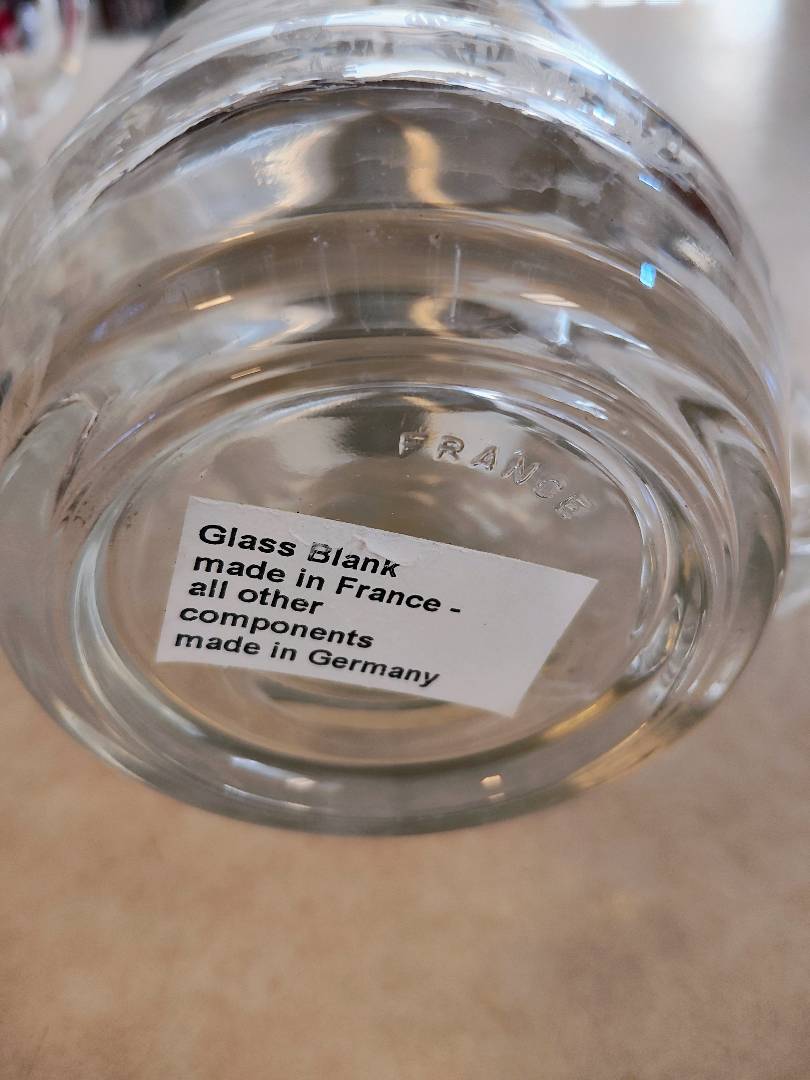 FRANCE
Glass Blank
made in France -
all other
components
made in Germany